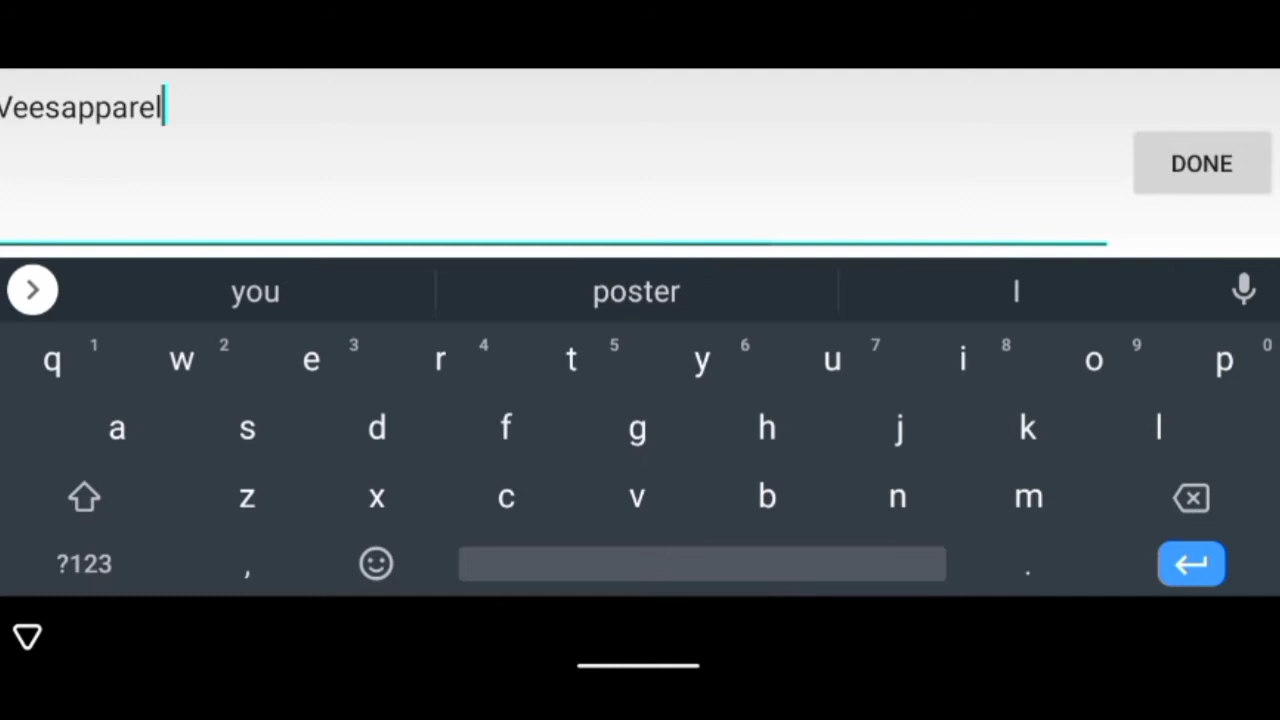 Veesapparel
DONE
you poster I
q 1 w 2 e 3 r 4 t 5 y 6 u 7 i 8 o 9 p 0
a s d f g h j k l
z x c v b n m
?123 , .